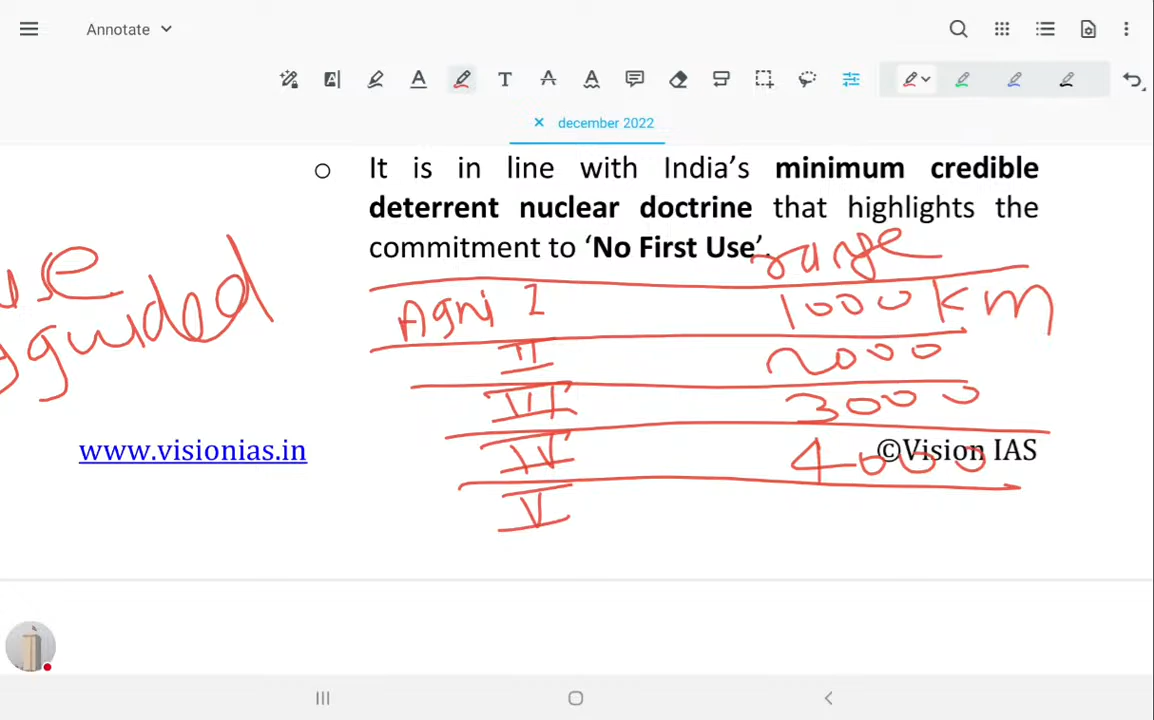 Annotate
december 2022
o It is in line with India's minimum credible
deterrent nuclear doctrine that highlights the
commitment to 'No First Use'.
range
Agni I 1000 km
II 2000
III 3000
www.visionias.in
©Vision IAS
IV 4000
V